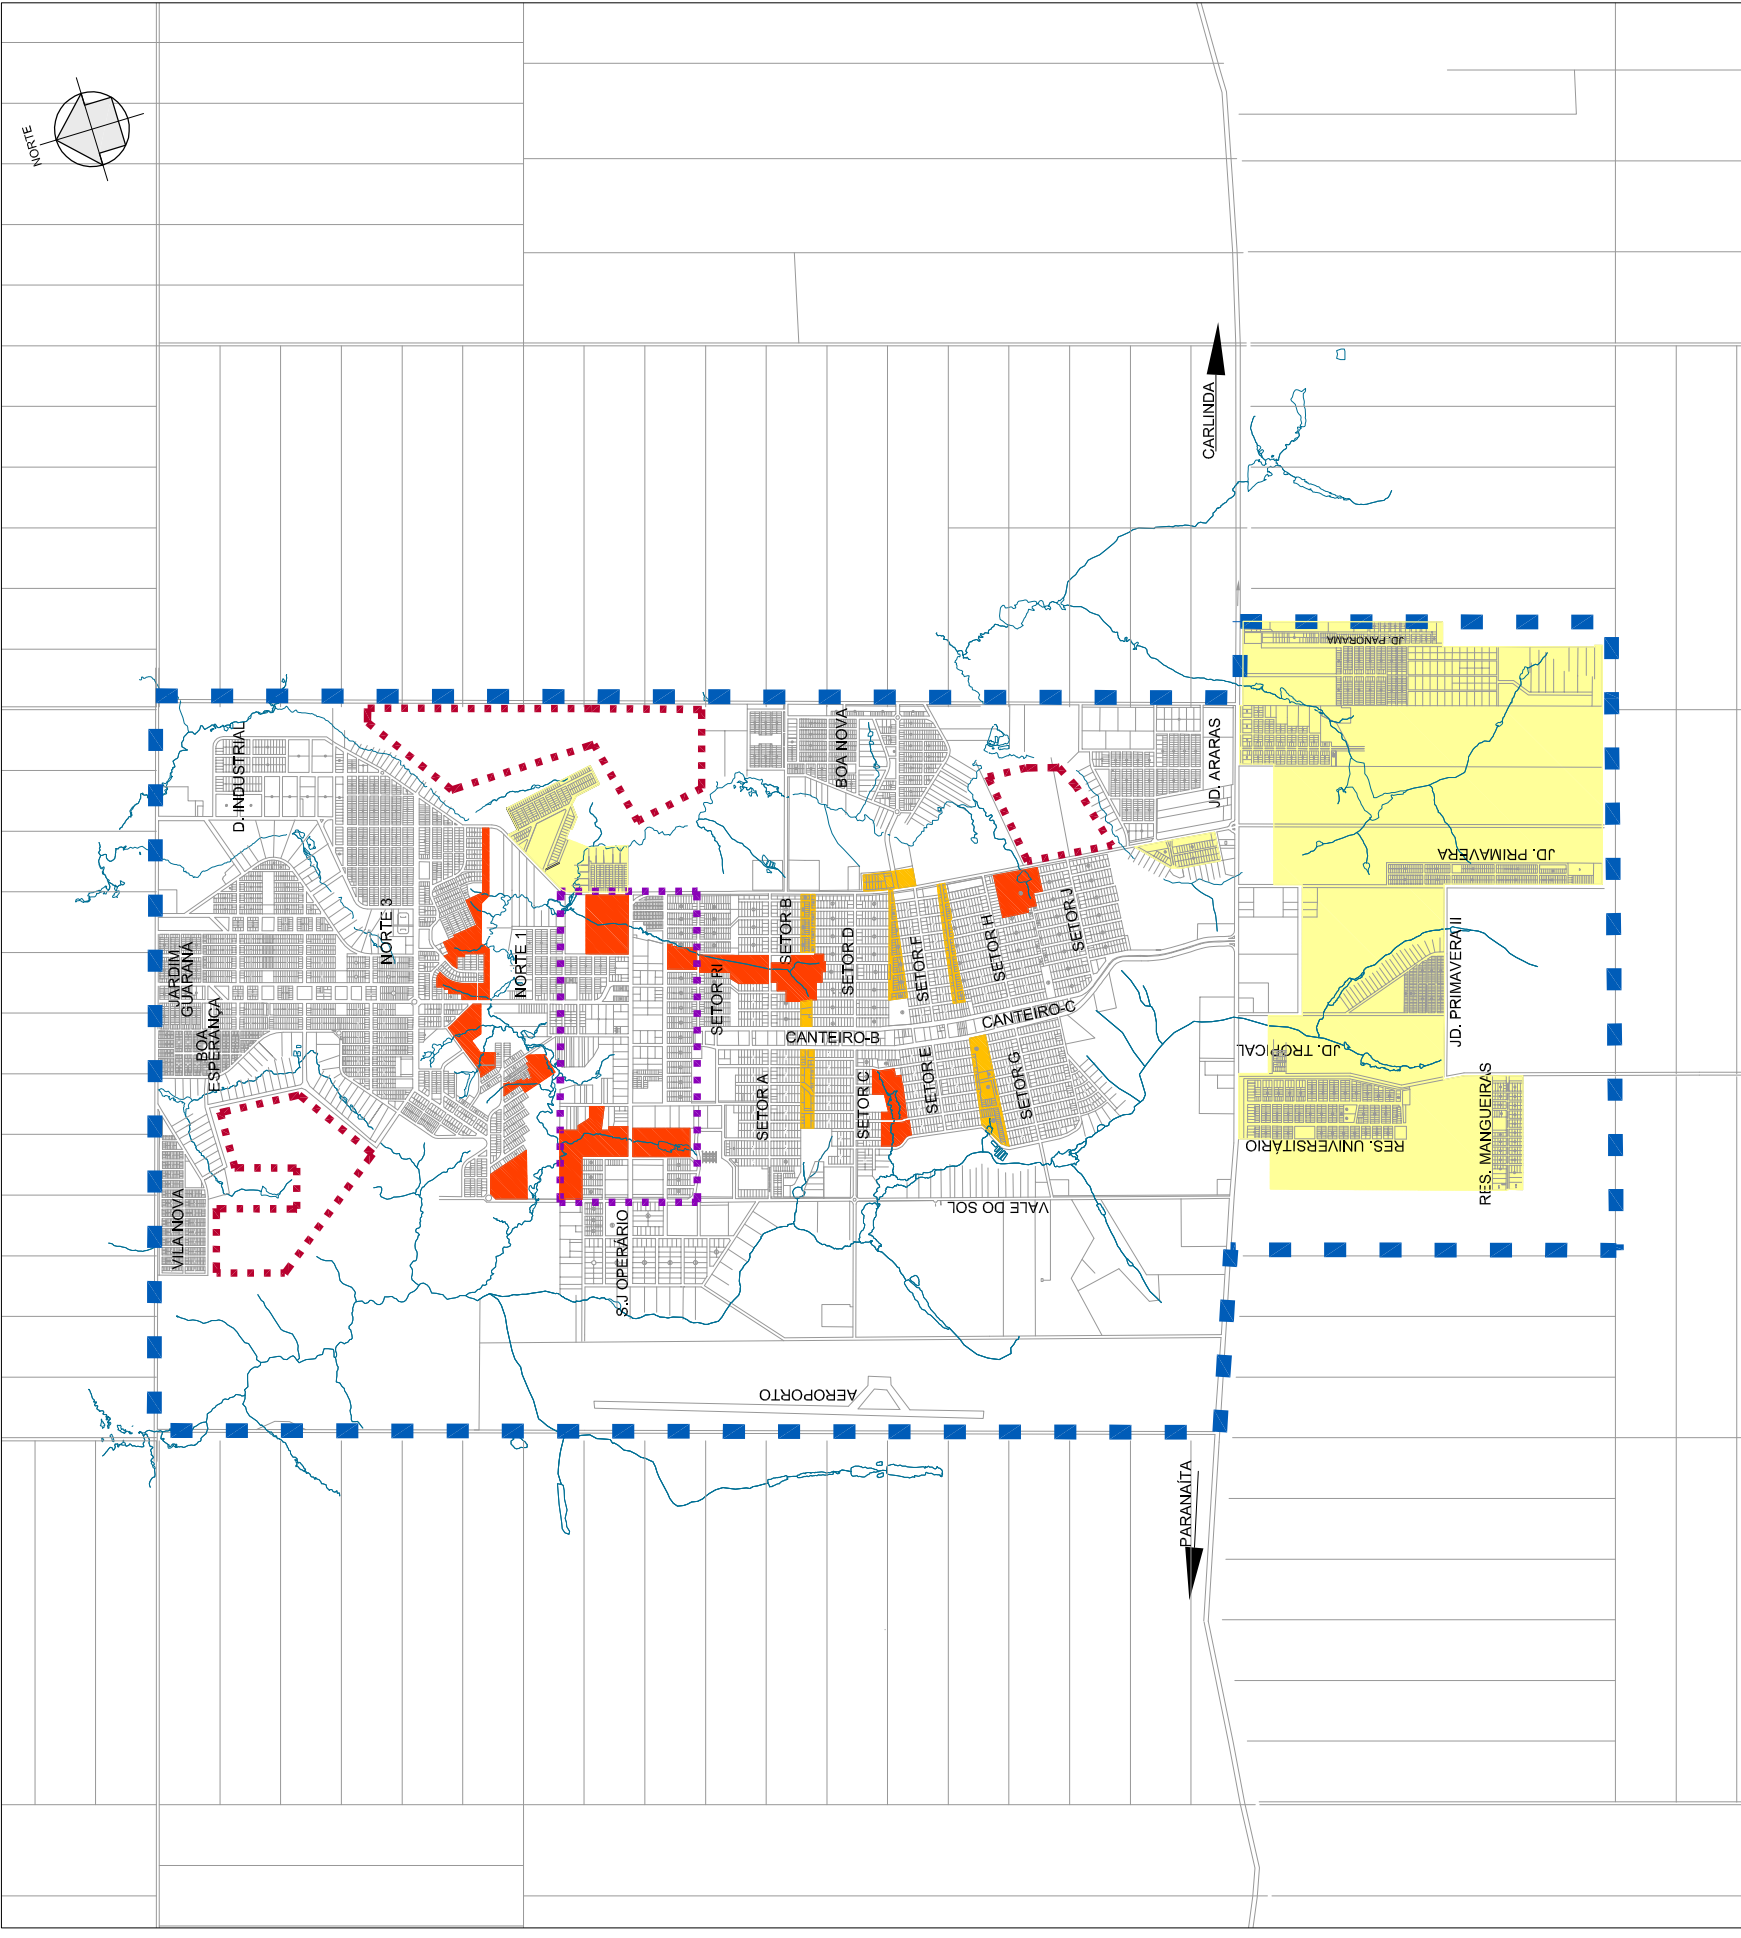 NORTE
CARLINDA
JD. PANORAMA
D. INDUSTRIAL
BOA NOVA
JD. ARARAS
JD. PRIMAVERA
NORTE 3
JARDIM
GUARANÁ
NORTE 1
SETOR B
SETOR D
SETOR F
SETOR H
SETOR J
SETOR RI
JD. PRIMAVERA III
BOA
ESPERANÇA
CANTEIRO-B
CANTEIRO-C
JD. TROPICAL
SETOR A
SETOR C
SETOR E
SETOR G
RES. UNIVERSITÁRIO
RES. MANGUEIRAS
VILA NOVA
S.J OPERÁRIO
VALE DO SOL
AEROPORTO
PARANAÍTA